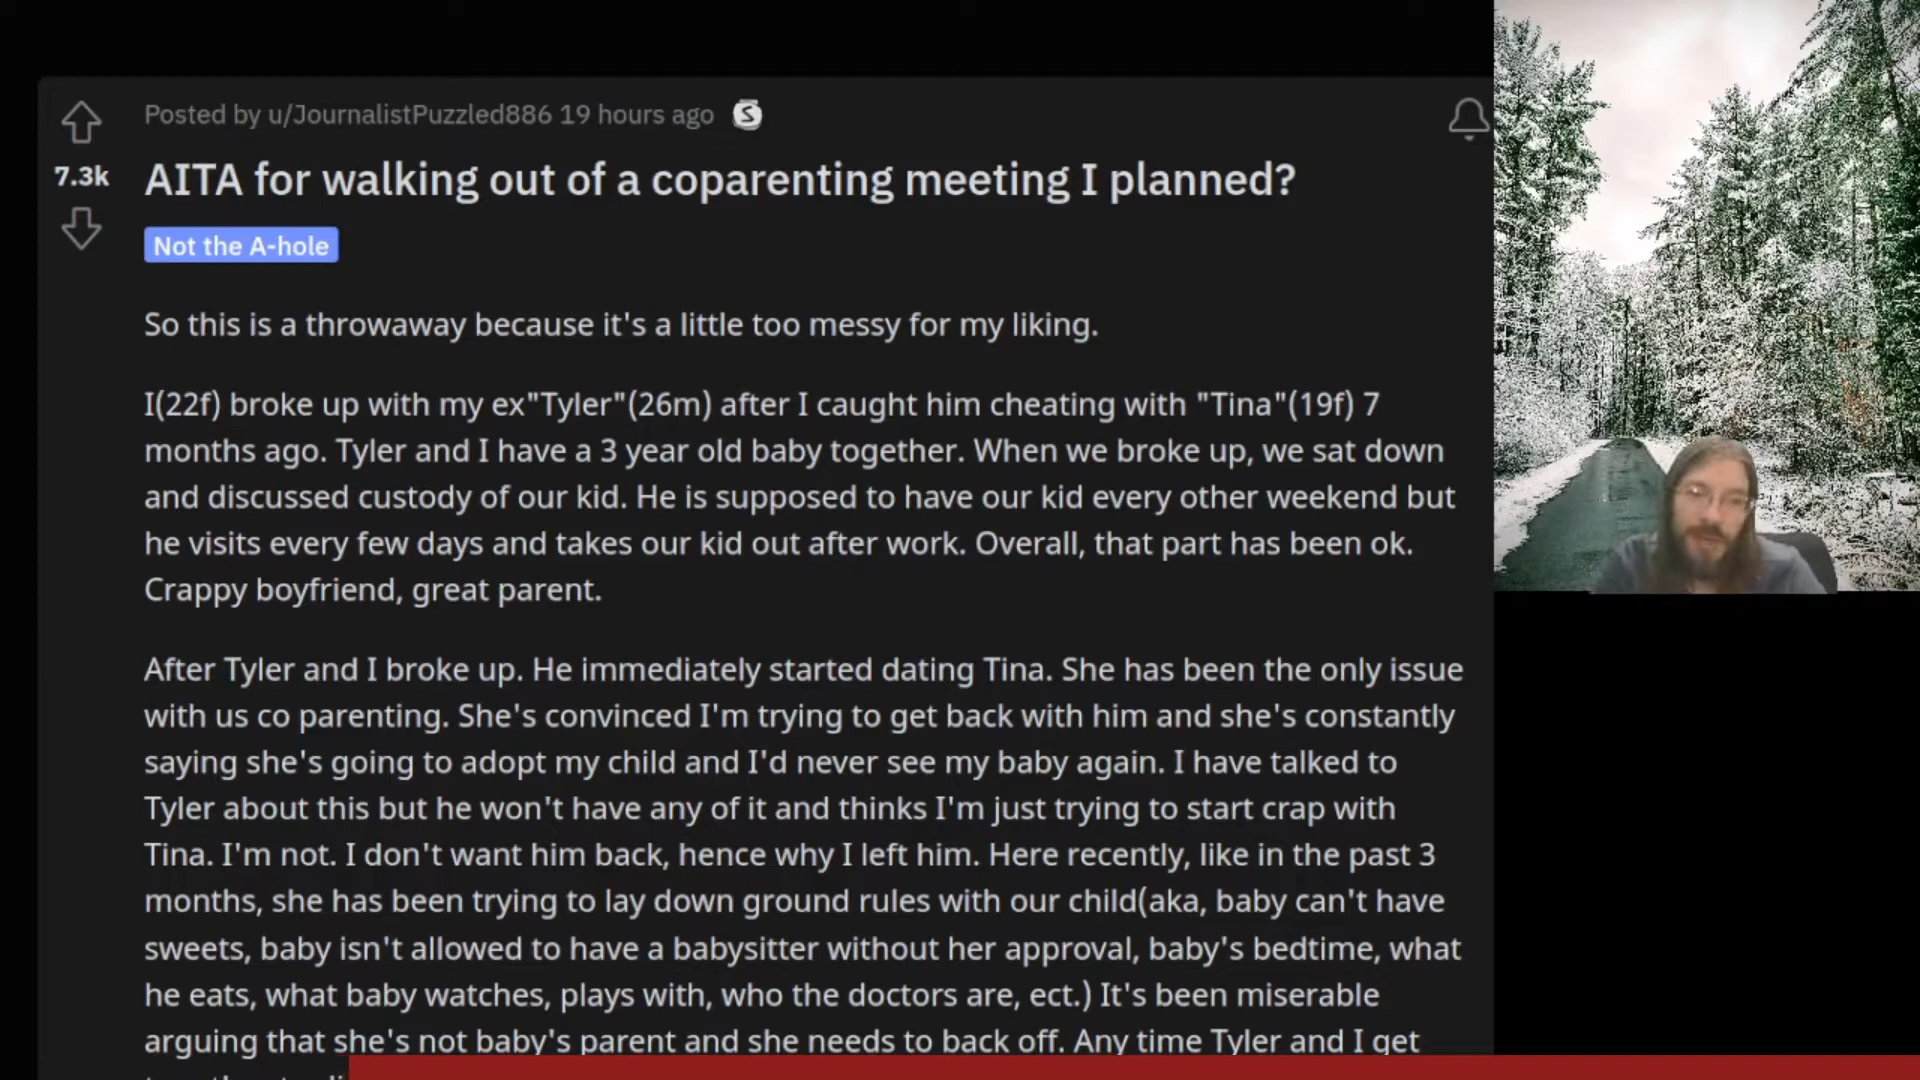 Posted by u/JournalistPuzzled886 19 hours ago
7.3k
AITA for walking out of a coparenting meeting I planned?
Not the A-hole
So this is a throwaway because it's a little too messy for my liking.
I(22f) broke up with my ex"Tyler"(26m) after I caught him cheating with "Tina"(19f) 7
months ago. Tyler and I have a 3 year old baby together. When we broke up, we sat down
and discussed custody of our kid. He is supposed to have our kid every other weekend but
he visits every few days and takes our kid out after work. Overall, that part has been ok.
Crappy boyfriend, great parent.
After Tyler and I broke up. He immediately started dating Tina. She has been the only issue
with us co parenting. She's convinced I'm trying to get back with him and she's constantly
saying she's going to adopt my child and I'd never see my baby again. I have talked to
Tyler about this but he won't have any of it and thinks I'm just trying to start crap with
Tina. I'm not. I don't want him back, hence why I left him. Here recently, like in the past 3
months, she has been trying to lay down ground rules with our child(aka, baby can't have
sweets, baby isn't allowed to have a babysitter without her approval, baby's bedtime, what
he eats, what baby watches, plays with, who the doctors are, ect.) It's been miserable
arguing that she's not baby's parent and she needs to back off. Any time Tyler and I get